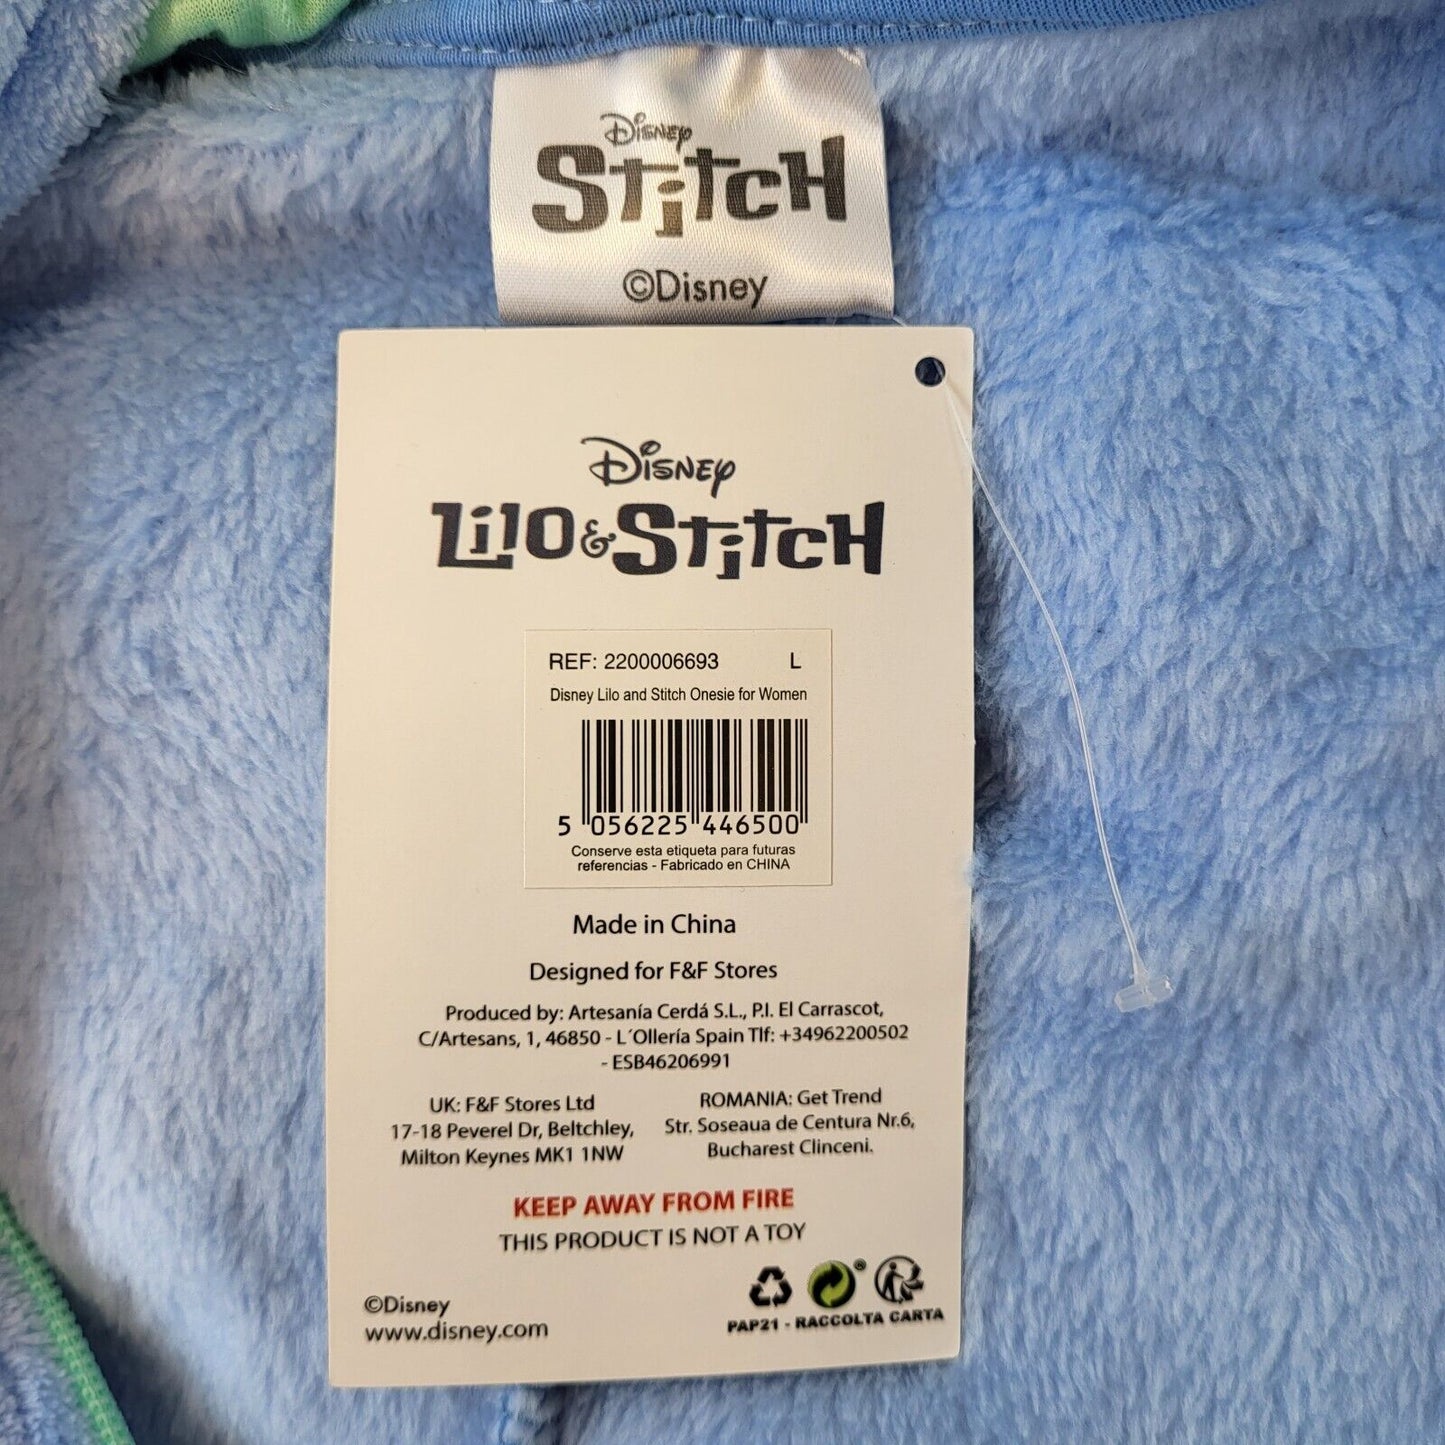 Disney
Stitch
©Disney
Disney
Lilo & Stitch
REF: 2200006693 L
Disney Lilo and Stitch Onesie for Women
5 056225 446500
Conserve esta etiqueta para futuras
referencias - Fabricado en CHINA
Made in China
Designed for F&F Stores
Produced by: Artesanía Cerdá S.L., P.I. El Carrascot,
C/Artesans, 1, 46850 - L´Ollería Spain Tlf: +34962200502
- ESB46206991
UK: F&F Stores Ltd
17-18 Peverel Dr, Beltchley,
Milton Keynes MK1 1NW
ROMANIA: Get Trend
Str. Soseaua de Centura Nr.6,
Bucharest Clinceni.
KEEP AWAY FROM FIRE
THIS PRODUCT IS NOT A TOY
©Disney
www.disney.com
®
PAP21 - RACCOLTA CARTA